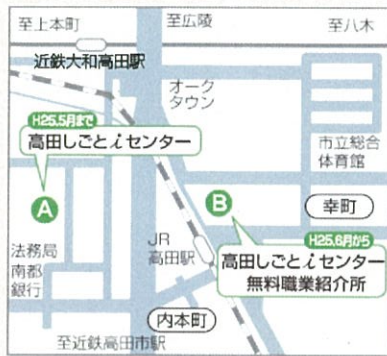 至上本町
至広陵
至八木
近鉄大和高田駅
オーク
タウン
H25.5月まで
高田しごとiセンター
市立総合
体育館
A
B
幸町
法務局
南都
銀行
JR
高田駅
H25.6月から
高田しごとiセンター
無料職業紹介所
内本町
至近鉄高田市駅